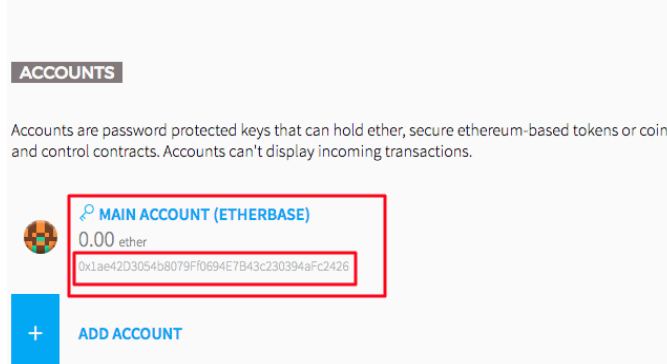 ACCOUNTS
Accounts are password protected keys that can hold ether, secure ethereum-based tokens or coin
and control contracts. Accounts can't display incoming transactions.
MAIN ACCOUNT (ETHERBASE)
0.00 ether
0x1ae42D3054b8079Ff0694E7B43c230394aFc2426
+
ADD ACCOUNT